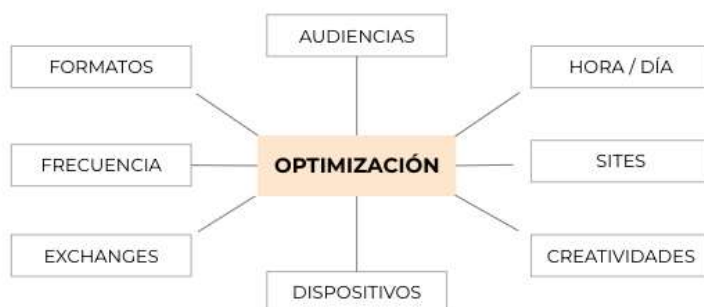 AUDIENCIAS
FORMATOS
HORA / DÍA
FRECUENCIA
OPTIMIZACIÓN
SITES
EXCHANGES
CREATIVIDADES
DISPOSITIVOS